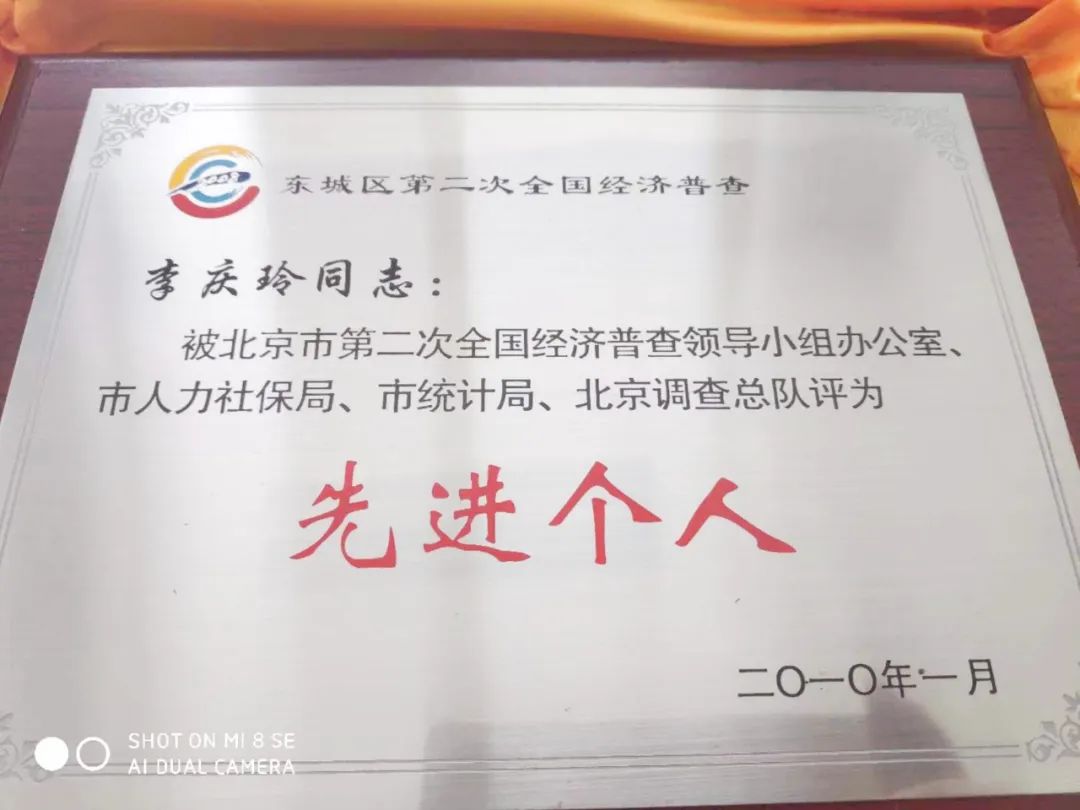 2008
东城区第二次全国经济普查
李庆玲同志：
被北京市第二次全国经济普查领导小组办公室、
市人力社保局、市统计局、北京调查总队评为
先进个人
二〇一〇年一月
SHOT ON MI 8 SE
AI DUAL CAMERA